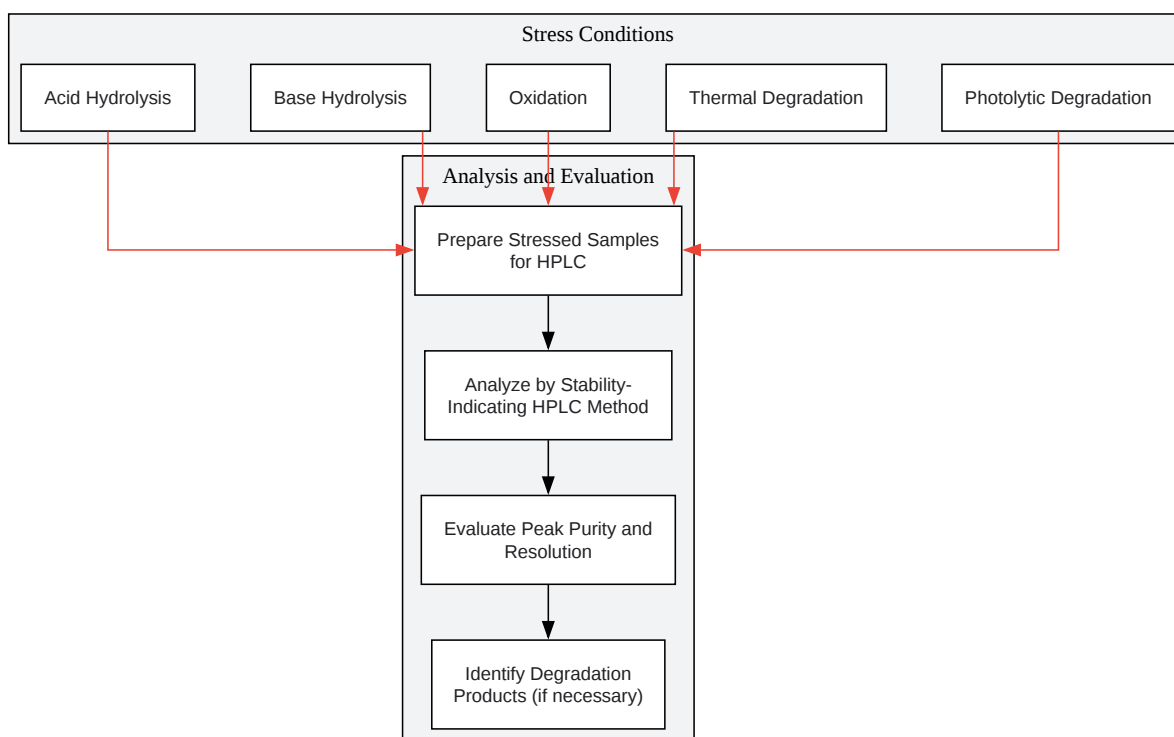 Stress Conditions
Acid Hydrolysis
Base Hydrolysis
Oxidation
Thermal Degradation
Photolytic Degradation
Analysis and Evaluation
Prepare Stressed Samples
for HPLC
Analyze by Stability-
Indicating HPLC Method
Evaluate Peak Purity and
Resolution
Identify Degradation
Products (if necessary)